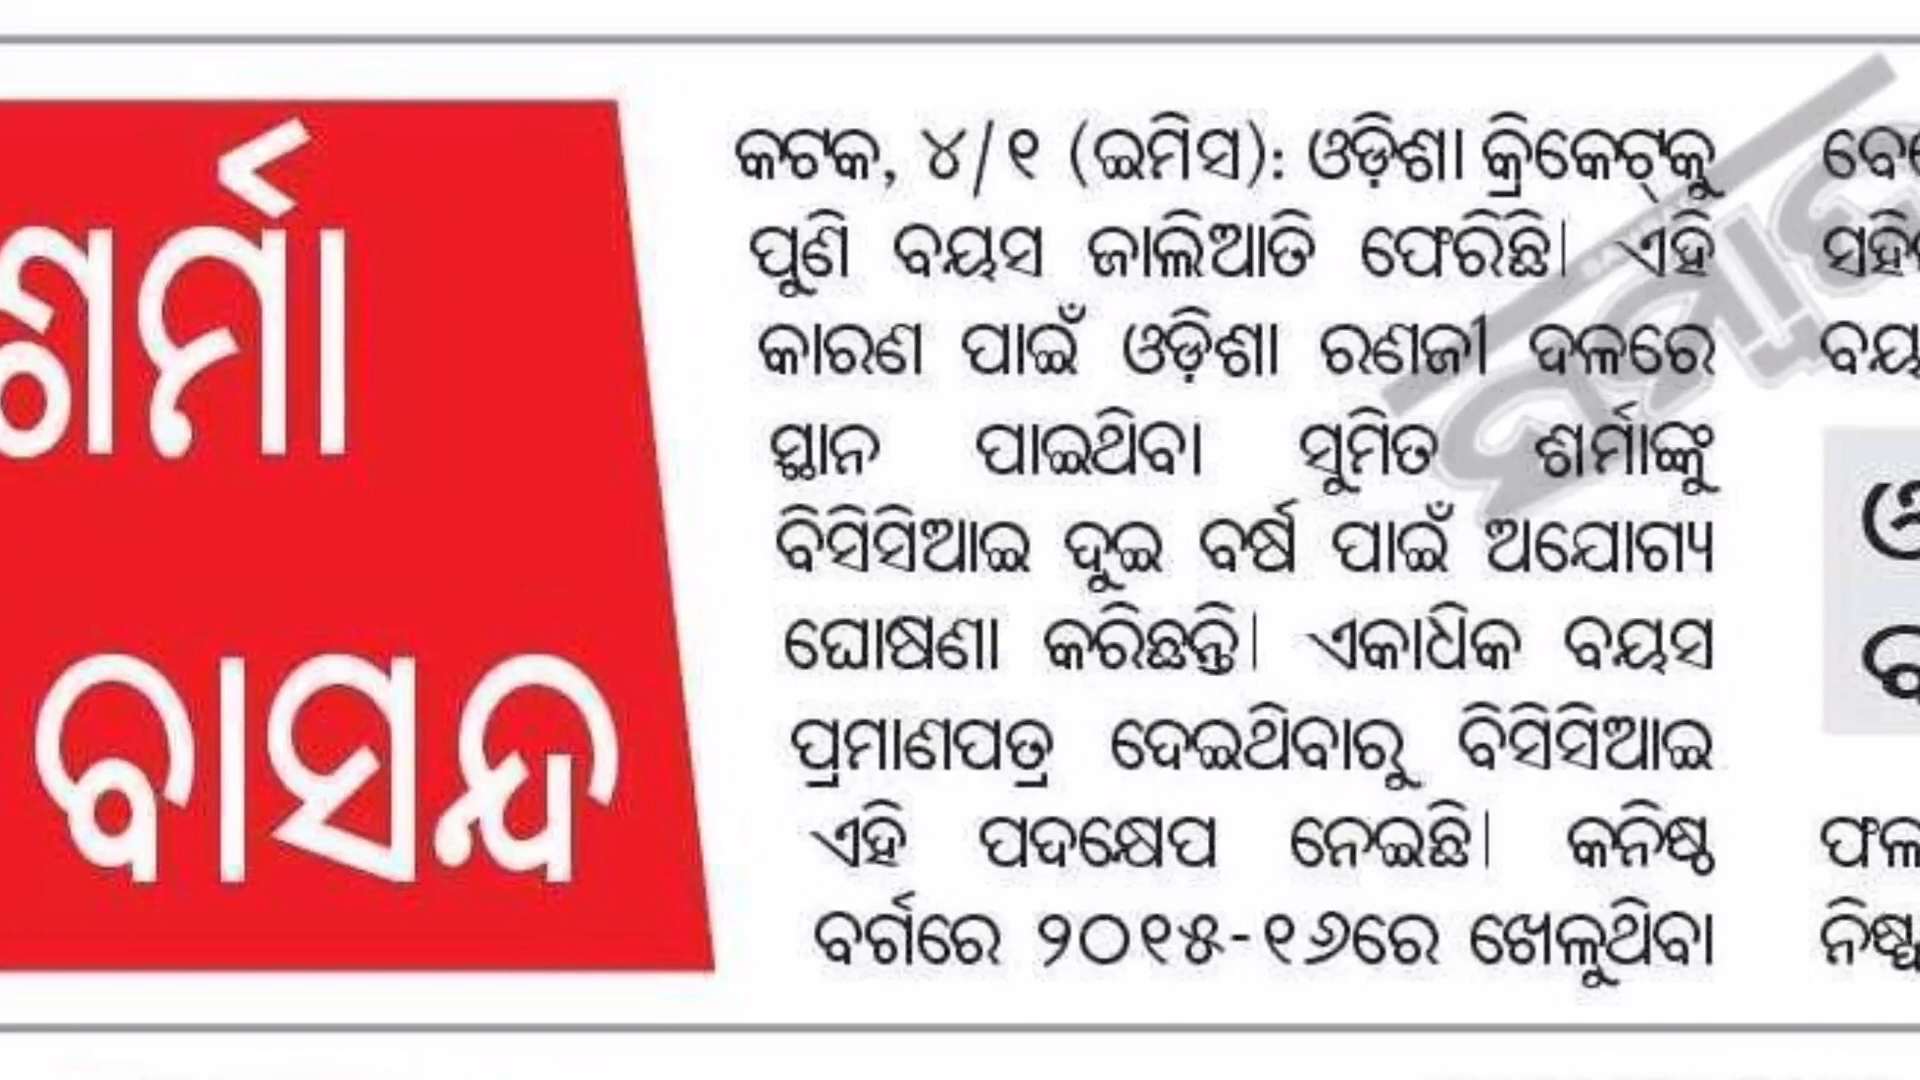 ଶର୍ମା
ବାସନ୍ଦ
କଟକ, ୪/୧ (ଇମିସ): ଓଡ଼ିଶା କ୍ରିକେଟ୍‌କୁ
ପୁଣି ବୟସ ଜାଲିଆତି ଫେରିଛି। ଏହି
କାରଣ ପାଇଁ ଓଡ଼ିଶା ରଣଜୀ ଦଳରେ
ସ୍ଥାନ ପାଇଥିବା ସୁମିତ ଶର୍ମାଙ୍କୁ
ବିସିସିଆଇ ଦୁଇ ବର୍ଷ ପାଇଁ ଅଯୋଗ୍ୟ
ଘୋଷଣା କରିଛନ୍ତି। ଏକାଧିକ ବୟସ
ପ୍ରମାଣପତ୍ର ଦେଇଥିବାରୁ ବିସିସିଆଇ
ଏହି ପଦକ୍ଷେପ ନେଇଛି। କନିଷ୍ଠ
ବର୍ଗରେ ୨୦୧୫-୧୬ରେ ଖେଳୁଥିବା